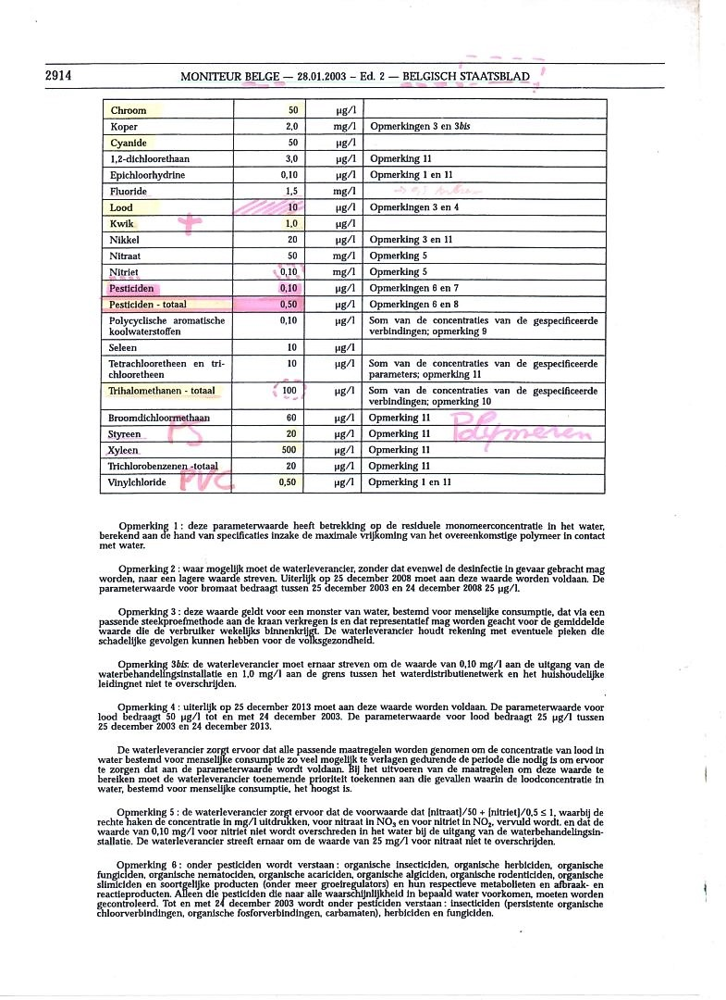 2914
MONITEUR BELGE — 28.01.2003 – Ed. 2 — BELGISCH STAATSBLAD
Chroom 50 µg/l
Koper 2,0 mg/l Opmerkingen 3 en 3bis
Cyanide 50 µg/l
1,2-dichloorethaan 3,0 µg/l Opmerking 11
Epichloorhydrine 0,10 µg/l Opmerking 1 en 11
Fluoride 1,5 mg/l
Lood 10 µg/l Opmerkingen 3 en 4
Kwik + 1,0 µg/l
Nikkel 20 µg/l Opmerking 3 en 11
Nitraat 50 mg/l Opmerking 5
Nitriet 0,10 mg/l Opmerking 5
Pesticiden 0,10 µg/l Opmerkingen 6 en 7
Pesticiden - totaal 0,50 µg/l Opmerkingen 6 en 8
Polycyclische aromatische 0,10 µg/l Som van de concentraties van de gespecificeerde
koolwaterstoffen verbindingen; opmerking 9
Seleen 10 µg/l
Tetrachlooretheen en tri- 10 µg/l Som van de concentraties van de gespecificeerde
chlooretheen parameters; opmerking 11
Trihalomethanen - totaal 100 µg/l Som van de concentraties van de gespecificeerde
verbindingen; opmerking 10
Broomdichloormethaan 60 µg/l Opmerking 11
Styreen PS 20 µg/l Opmerking 11 Polymeren
Xyleen 500 µg/l Opmerking 11
Trichlorobenzenen -totaal 20 µg/l Opmerking 11
Vinylchloride PVC 0,50 µg/l Opmerking 1 en 11
Opmerking 1 : deze parameterwaarde heeft betrekking op de residuele monomeerconcentratie in het water,
berekend aan de hand van specificaties inzake de maximale vrijkoming van het overeenkomstige polymeer in contact
met water.
Opmerking 2 : waar mogelijk moet de waterleverancier, zonder dat evenwel de desinfectie in gevaar gebracht mag
worden, naar een lagere waarde streven. Uiterlijk op 25 december 2008 moet aan deze waarde worden voldaan. De
parameterwaarde voor bromaat bedraagt tussen 25 december 2003 en 24 december 2008 25 µg/l.
Opmerking 3 : deze waarde geldt voor een monster van water, bestemd voor menselijke consumptie, dat via een
passende steekproefmethode aan de kraan verkregen is en dat representatief mag worden geacht voor de gemiddelde
waarde die de verbruiker wekelijks binnenkrijgt. De waterleverancier houdt rekening met eventuele pieken die
schadelijke gevolgen kunnen hebben voor de volksgezondheid.
Opmerking 3bis: de waterleverancier moet ernaar streven om de waarde van 0,10 mg/l aan de uitgang van de
waterbehandelingsinstallatie en 1,0 mg/l aan de grens tussen het waterdistributienetwerk en het huishoudelijke
leidingnet niet te overschrijden.
Opmerking 4 : uiterlijk op 25 december 2013 moet aan deze waarde worden voldaan. De parameterwaarde voor
lood bedraagt 50 µg/l tot en met 24 december 2003. De parameterwaarde voor lood bedraagt 25 µg/l tussen
25 december 2003 en 24 december 2013.
De waterleverancier zorgt ervoor dat alle passende maatregelen worden genomen om de concentratie van lood in
water bestemd voor menselijke consumptie zo veel mogelijk te verlagen gedurende de periode die nodig is om ervoor
te zorgen dat aan de parameterwaarde wordt voldaan. Bij het uitvoeren van de maatregelen om deze waarde te
bereiken moet de waterleverancier toenemende prioriteit toekennen aan die gevallen waarin de loodconcentratie in
water, bestemd voor menselijke consumptie, het hoogst is.
Opmerking 5 : de waterleverancier zorgt ervoor dat de voorwaarde dat [nitraat]/50 + [nitriet]/0,5 ≤ 1, waarbij de
rechte haken de concentratie in mg/l uitdrukken, voor nitraat in NO3 en voor nitriet in NO2, vervuld wordt. en dat de
waarde van 0,10 mg/l voor nitriet niet wordt overschreden in het water bij de uitgang van de waterbehandelingsin-
stallatie. De waterleverancier streeft ernaar om de waarde van 25 mg/l voor nitraat niet te overschrijden.
Opmerking 6 : onder pesticiden wordt verstaan : organische insecticiden, organische herbiciden, organische
fungiciden, organische nematociden, organische acariciden, organische algiciden, organische rodenticiden, organische
slimiciden en soortgelijke producten (onder meer groeiregulators) en hun respectieve metabolieten en afbraak- en
reactieproducten. Alleen die pesticiden die naar alle waarschijnlijkheid in bepaald water voorkomen, moeten worden
gecontroleerd. Tot en met 24 december 2003 wordt onder pesticiden verstaan : insecticiden (persistente organische
chloorverbindingen, organische fosforverbindingen, carbamaten), herbiciden en fungiciden.